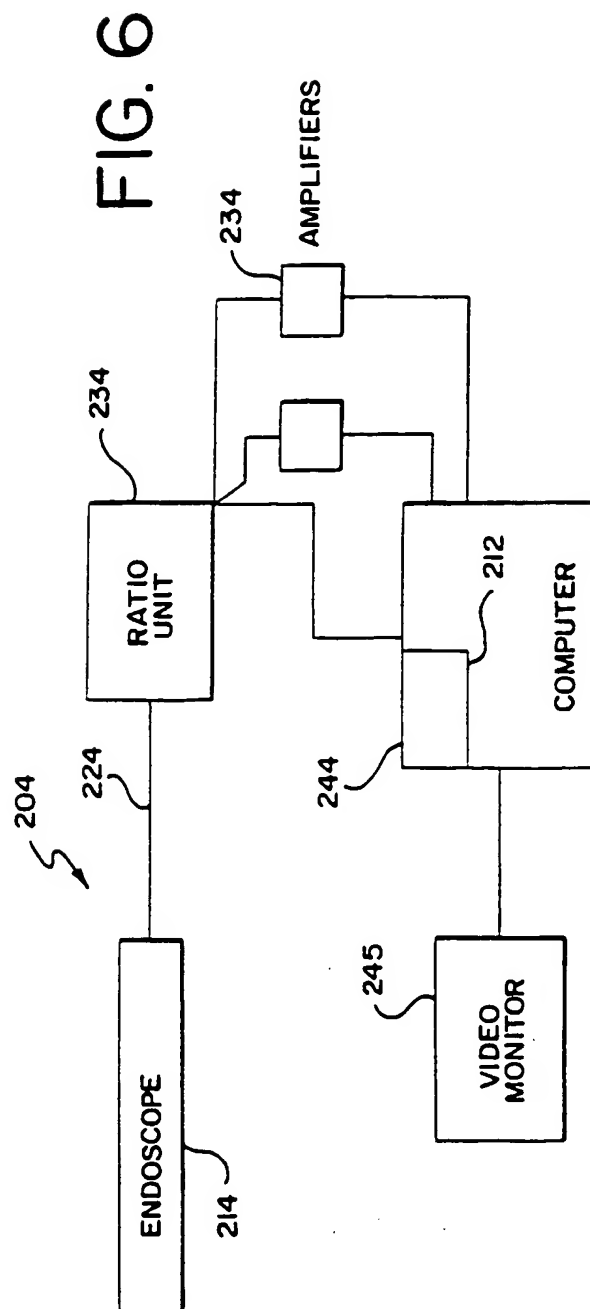 FIG. 6
204
ENDOSCOPE
214
224
RATIO
UNIT
234
234
AMPLIFIERS
VIDEO
MONITOR
245
244
212
COMPUTER